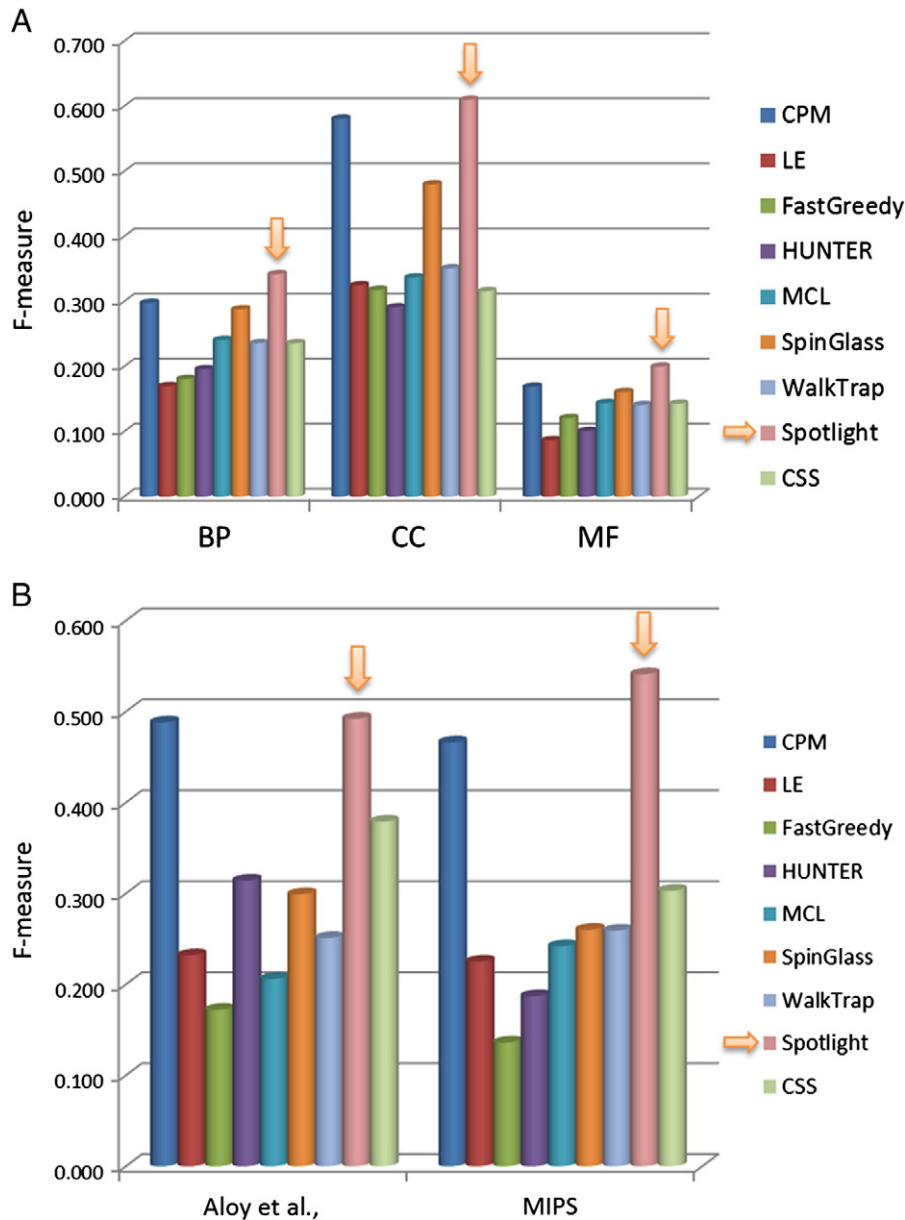 A
0.700
0.600
0.500
0.400
0.300
0.200
0.100
0.000
F-measure
BP CC MF
CPM
LE
FastGreedy
HUNTER
MCL
SpinGlass
WalkTrap
Spotlight
CSS
B
0.600
0.500
0.400
0.300
0.200
0.100
0.000
F-measure
Aloy et al., MIPS
CPM
LE
FastGreedy
HUNTER
MCL
SpinGlass
WalkTrap
Spotlight
CSS